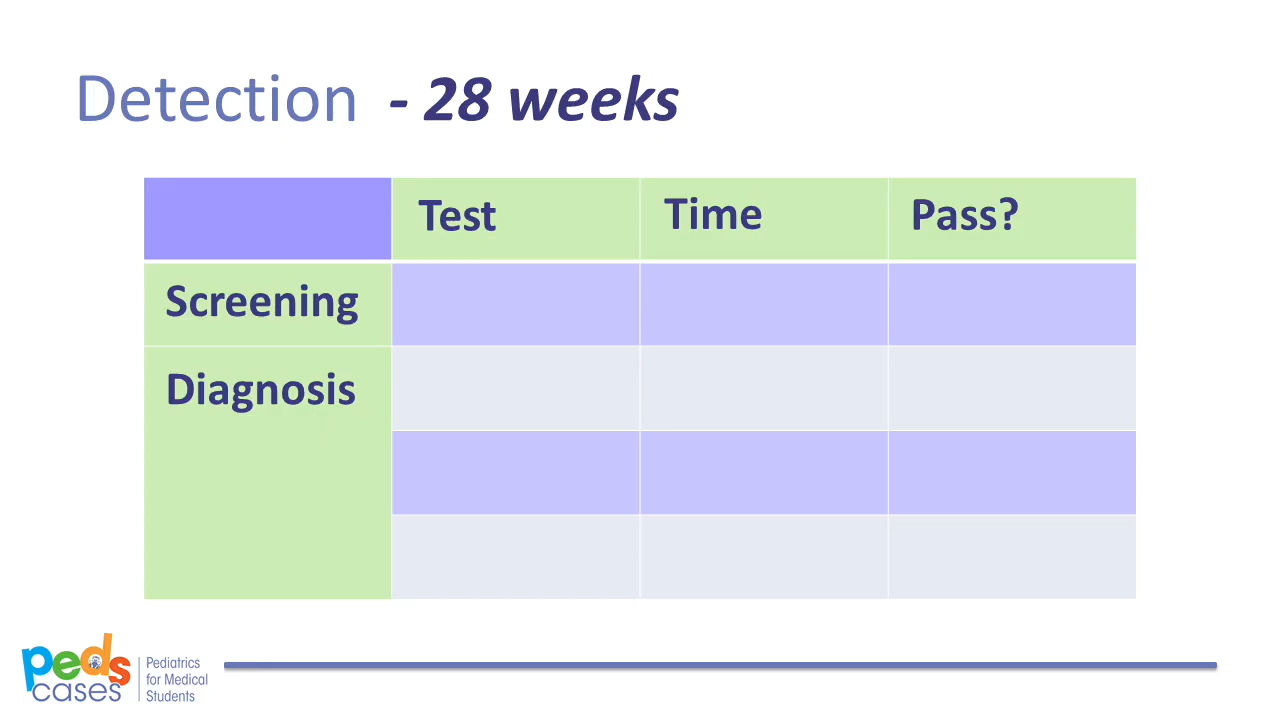 Detection - 28 weeks
Test Time Pass?
Screening
Diagnosis
peds
cases
Pediatrics
for Medical
Students